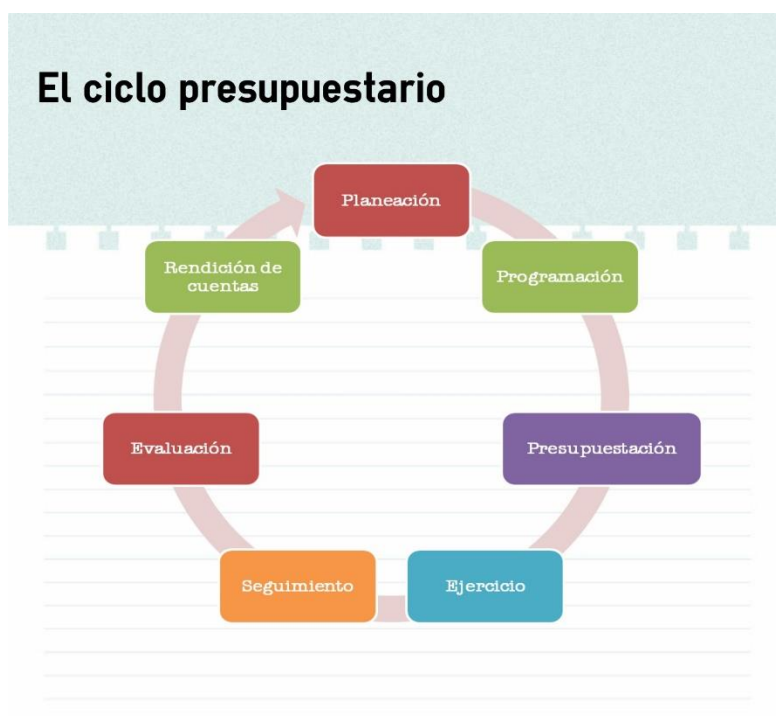 El ciclo presupuestario
Planeación
Programación
Presupuestación
Ejercicio
Seguimiento
Evaluación
Rendición de
cuentas